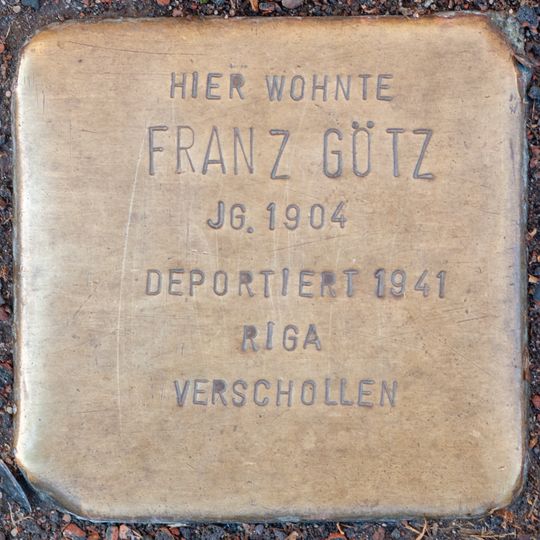 HIER WOHNTE
FRANZ GÖTZ
JG. 1904
DEPORTIERT 1941
RIGA
VERSCHOLLEN